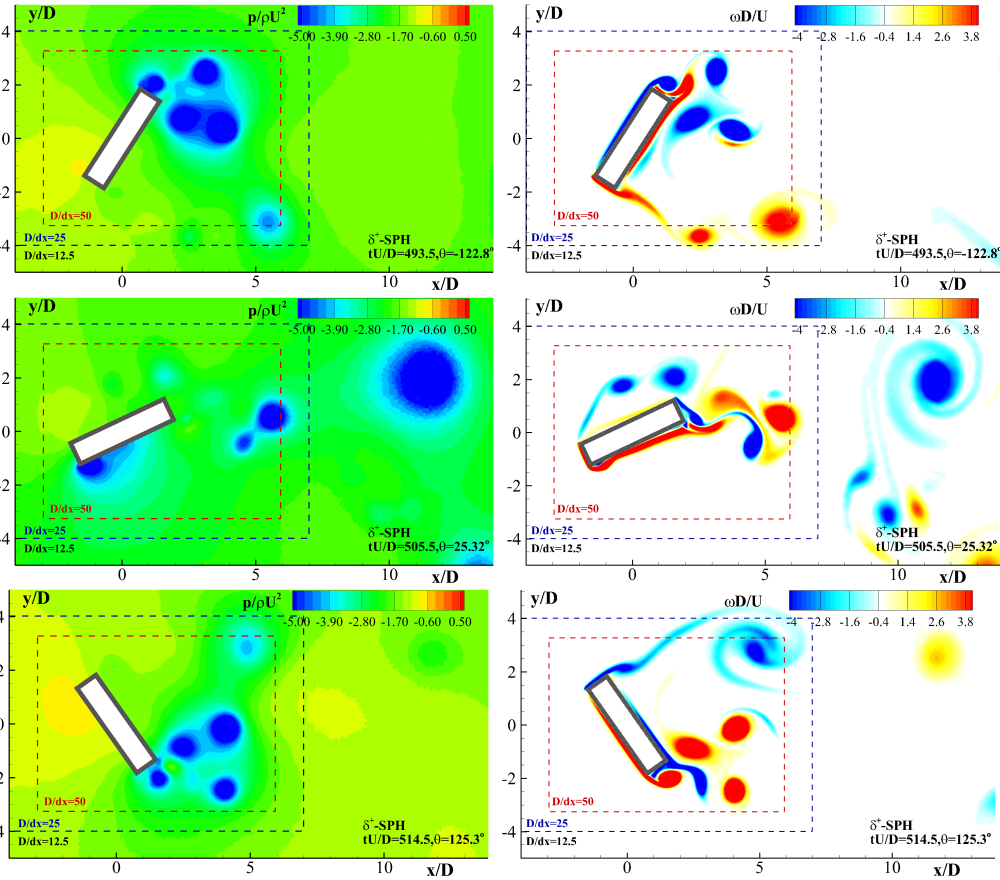 y/D p/ρU² ωD/U
-5.00 -3.90 -2.80 -1.70 -0.60 0.50
4
2
0
-2
-4
D/dx=50
D/dx=25
D/dx=12.5
δ⁺-SPH
tU/D=493.5,θ=-122.8°
0 5 10
x/D
y/D
ωD/U
-4 -2.8 -1.6 -0.4 1.4 2.6 3.8
4
2
0
-2
-4
D/dx=50
D/dx=25
D/dx=12.5
δ⁺-SPH
tU/D=493.5,θ=-122.8°
0 5 10
x/D
y/D
p/ρU²
-5.00 -3.90 -2.80 -1.70 -0.60 0.50
4
2
0
-2
-4
D/dx=50
D/dx=25
D/dx=12.5
δ⁺-SPH
tU/D=505.5,θ=25.32°
0 5 10
x/D
y/D
ωD/U
-4 -2.8 -1.6 -0.4 1.4 2.6 3.8
4
2
0
-2
-4
D/dx=50
D/dx=25
D/dx=12.5
δ⁺-SPH
tU/D=505.5,θ=25.32°
0 5 10
x/D
y/D
p/ρU²
-5.00 -3.90 -2.80 -1.70 -0.60 0.50
4
2
0
-2
4
D/dx=50
D/dx=25
D/dx=12.5
δ⁺-SPH
tU/D=514.5,θ=125.3°
0 5 10
x/D
y/D
ωD/U
-4 -2.8 -1.6 -0.4 1.4 2.6 3.8
4
2
0
-2
-4
D/dx=50
D/dx=25
D/dx=12.5
δ⁺-SPH
tU/D=514.5,θ=125.3°
0 5 10
x/D